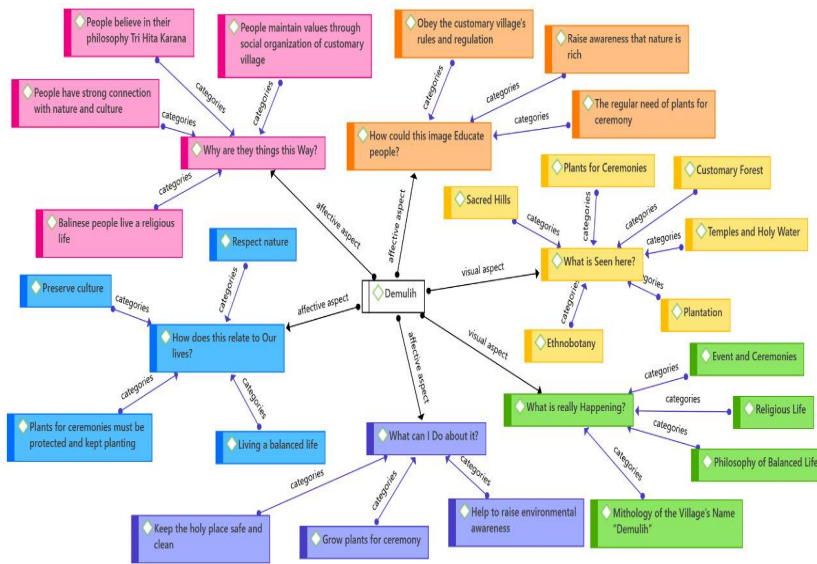 People believe in their
philosophy Tri Hita Karana
People maintain values through
social organization of customary
village
People have strong connection
with nature and culture
Balinese people live a religious
life
Why are they things this Way?
categories
categories
categories
categories
affective aspect
Obey the customary village's
rules and regulation
Raise awareness that nature is
rich
The regular need of plants for
ceremony
How could this image Educate
people?
categories
categories
categories
affective aspect
Plants for Ceremonies
Customary Forest
Sacred Hills
Temples and Holy Water
What is Seen here?
Plantation
Ethnobotany
categories
categories
categories
categories
categories
categories
visual aspect
Demulih
Respect nature
Preserve culture
How does this relate to Our
lives?
Plants for ceremonies must be
protected and kept planting
Living a balanced life
categories
categories
categories
categories
affective aspect
What can I Do about it?
Keep the holy place safe and
clean
Grow plants for ceremony
Help to raise environmental
awareness
categories
categories
categories
affective aspect
Event and Ceremonies
What is really Happening?
Religious Life
Philosophy of Balanced Life
Mithology of the Village's Name
"Demulih"
categories
categories
categories
categories
visual aspect